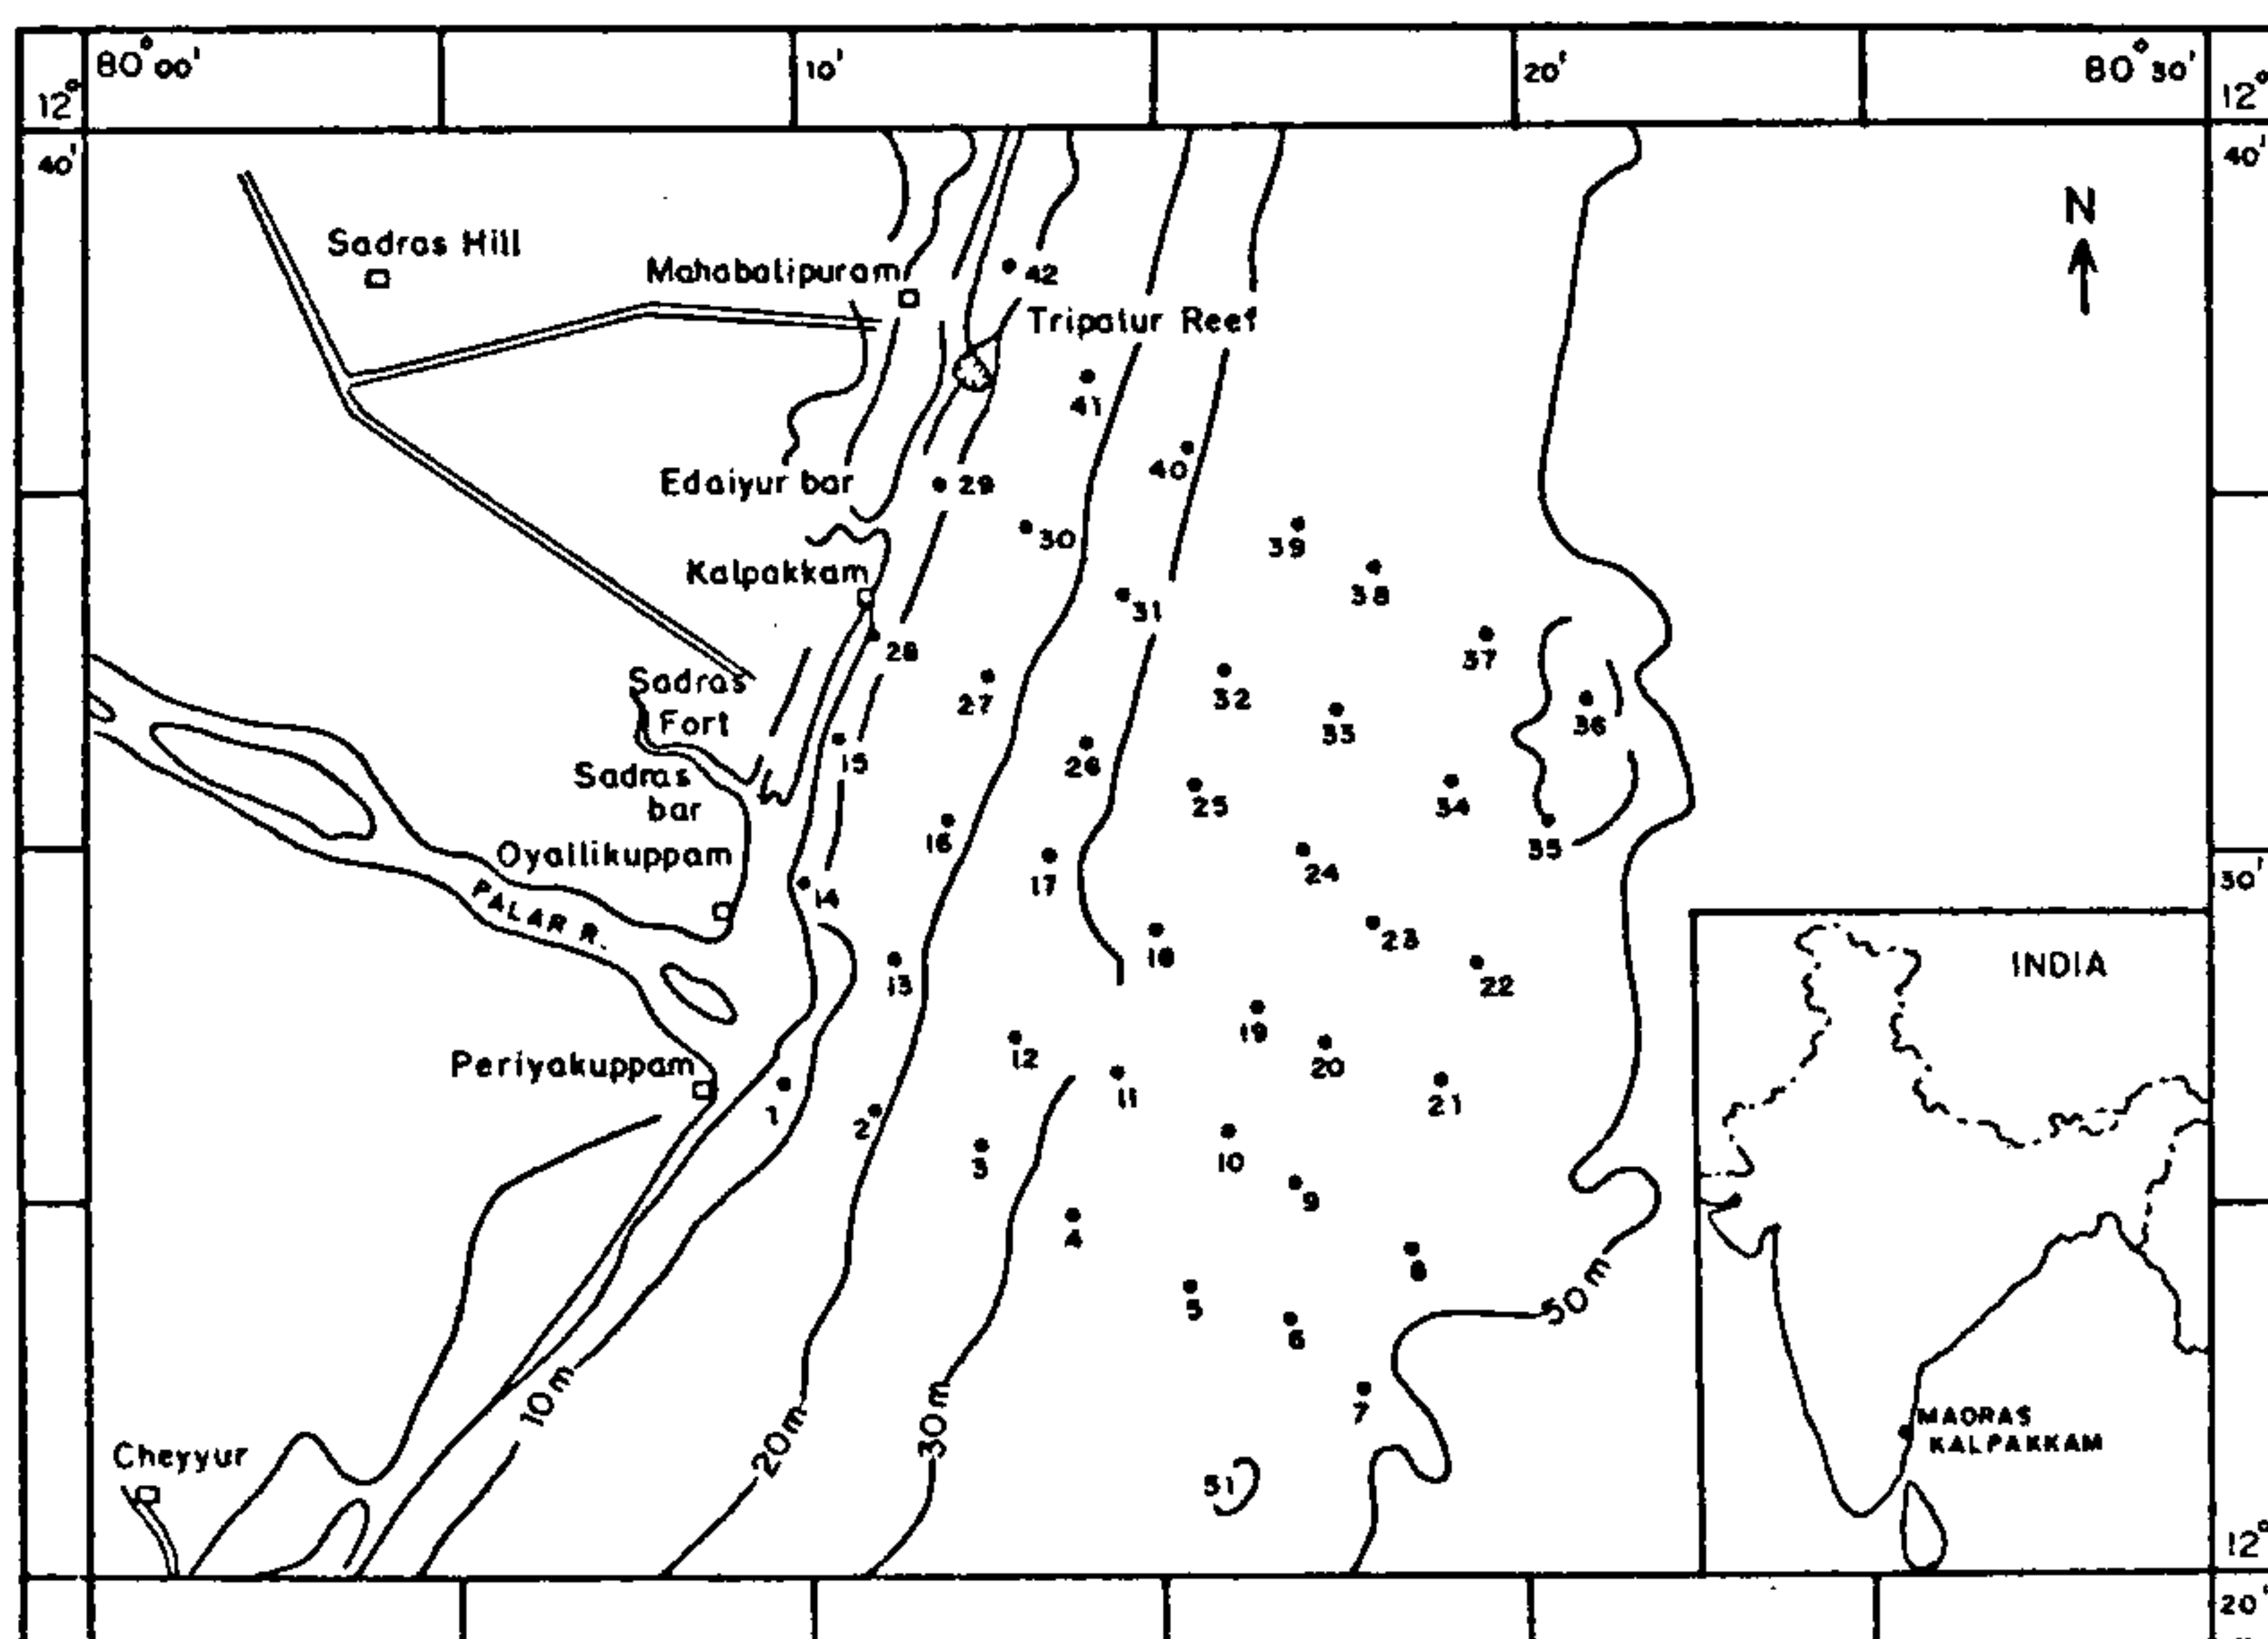 80°00'
10'
20'
80°30'
12°
12°
40'
40'
N
Sadras Hill
Mahabalipuram
42
Tripatur Reef
41
40
Edaiyur bar
29
30
39
Kalpakkam
38
31
28
37
Sadras
Fort
27
32
33
36
15
26
Sadras
bar
25
34
16
35
Oyallikuppam
17
24
30'
14
PALAR R.
23
18
INDIA
13
22
19
12
20
Periyakuppam
11
21
1
2
3
10
9
4
8
50m
5
6
10m
7
20m
30m
MADRAS
KALPAKKAM
Cheyyur
51
12°
20'